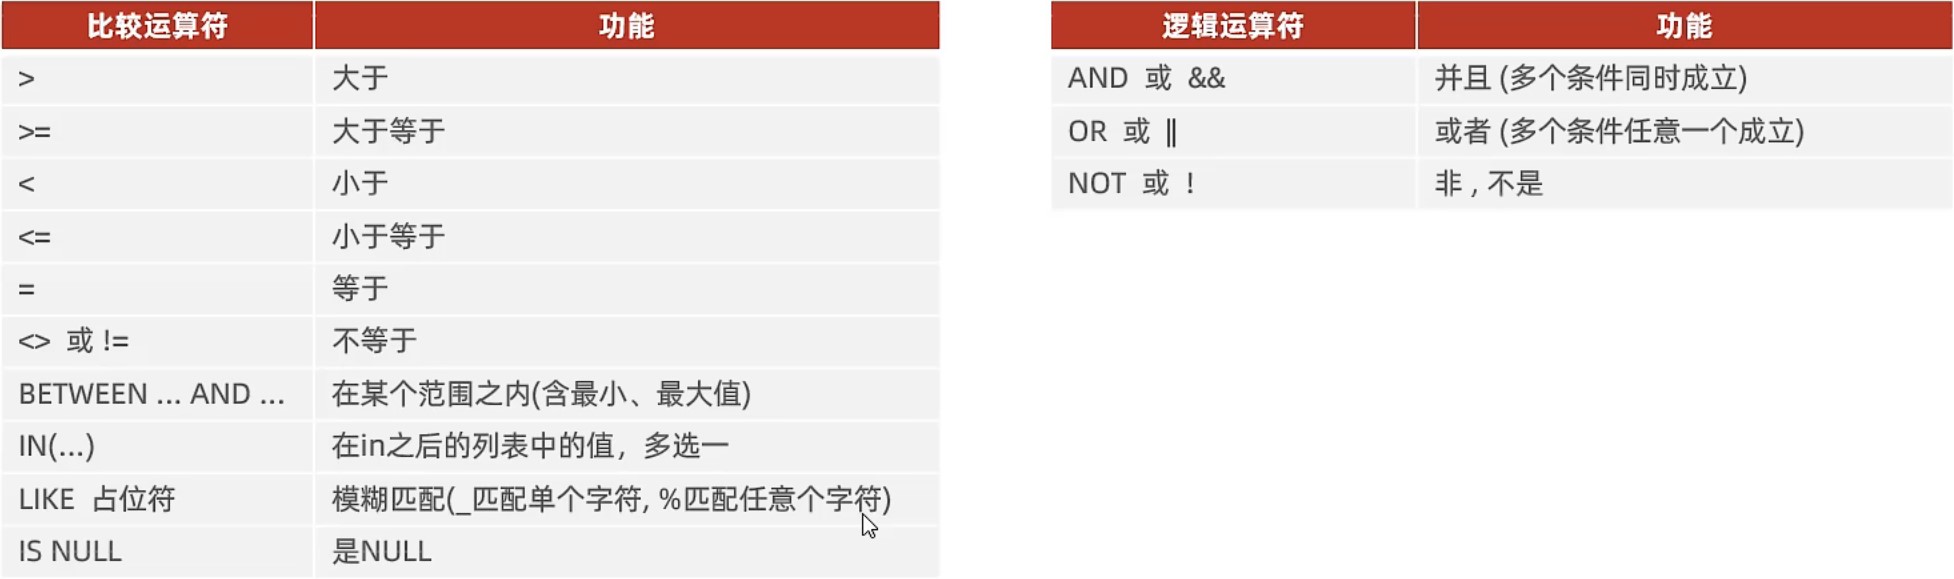 比较运算符 功能
> 大于
>= 大于等于
< 小于
<= 小于等于
= 等于
<> 或 != 不等于
BETWEEN ... AND ... 在某个范围之内(含最小、最大值)
IN(...) 在in之后的列表中的值，多选一
LIKE 占位符 模糊匹配(_匹配单个字符, %匹配任意个字符)
IS NULL 是NULL
逻辑运算符 功能
AND 或 && 并且 (多个条件同时成立)
OR 或 || 或者 (多个条件任意一个成立)
NOT 或 ! 非 , 不是